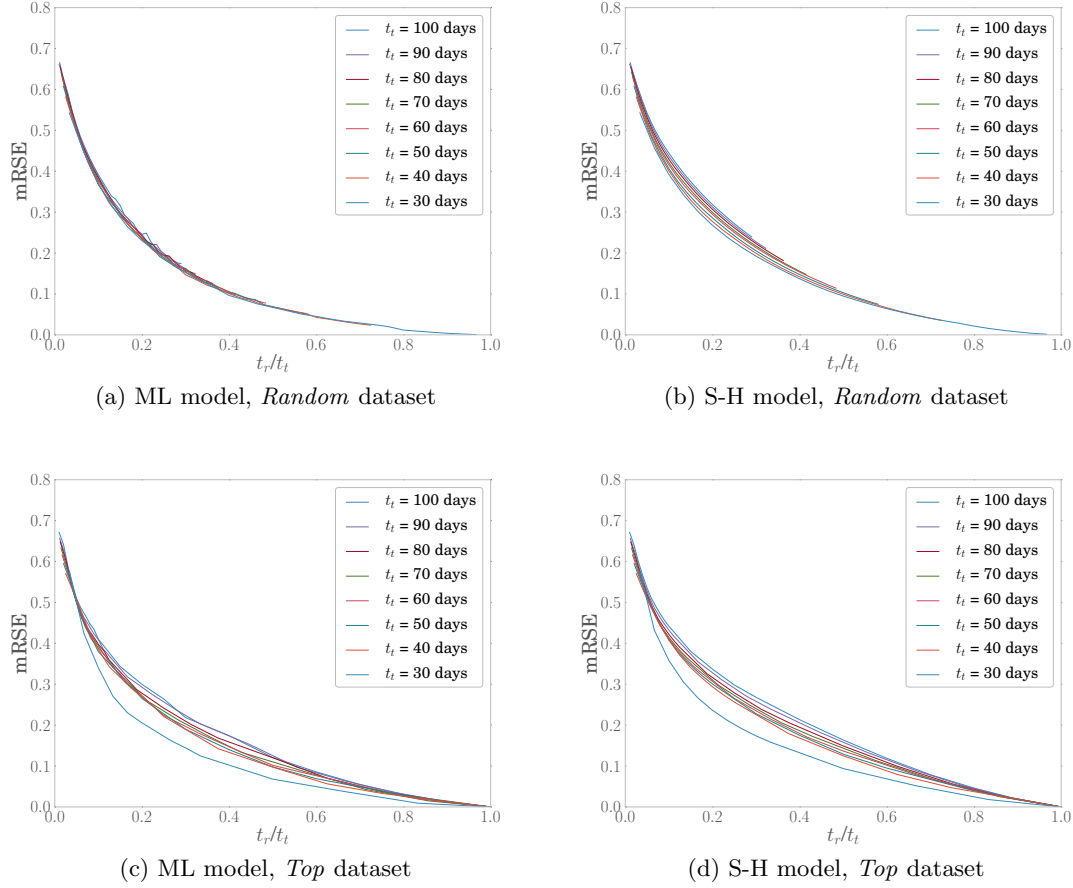 0.8
0.7
0.6
0.5
0.4
0.3
0.2
0.1
0.0
mRSE
0.0 0.2 0.4 0.6 0.8 1.0
t_r/t_t
t_t = 100 days
t_t = 90 days
t_t = 80 days
t_t = 70 days
t_t = 60 days
t_t = 50 days
t_t = 40 days
t_t = 30 days
(a) ML model, Random dataset
0.8
0.7
0.6
0.5
0.4
0.3
0.2
0.1
0.0
mRSE
0.0 0.2 0.4 0.6 0.8 1.0
t_r/t_t
t_t = 100 days
t_t = 90 days
t_t = 80 days
t_t = 70 days
t_t = 60 days
t_t = 50 days
t_t = 40 days
t_t = 30 days
(b) S-H model, Random dataset
0.8
0.7
0.6
0.5
0.4
0.3
0.2
0.1
0.0
mRSE
0.0 0.2 0.4 0.6 0.8 1.0
t_r/t_t
t_t = 100 days
t_t = 90 days
t_t = 80 days
t_t = 70 days
t_t = 60 days
t_t = 50 days
t_t = 40 days
t_t = 30 days
(c) ML model, Top dataset
0.8
0.7
0.6
0.5
0.4
0.3
0.2
0.1
0.0
mRSE
0.0 0.2 0.4 0.6 0.8 1.0
t_r/t_t
t_t = 100 days
t_t = 90 days
t_t = 80 days
t_t = 70 days
t_t = 60 days
t_t = 50 days
t_t = 40 days
t_t = 30 days
(d) S-H model, Top dataset